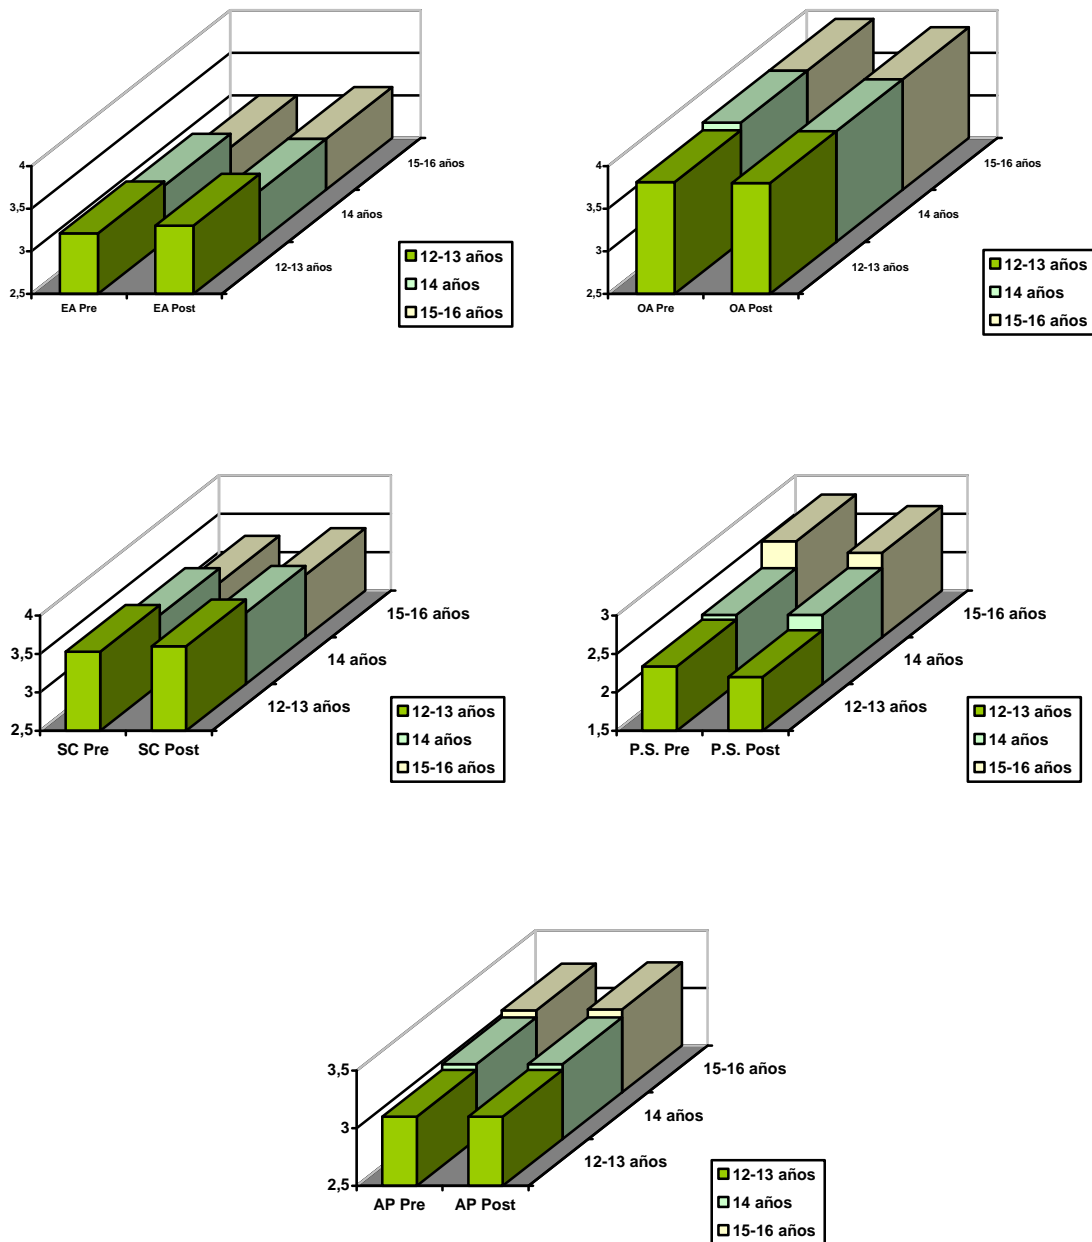 4
3,5
3
2,5
EA Pre
EA Post
12-13 años
14 años
15-16 años
12-13 años
14 años
15-16 años
4
3,5
3
2,5
OA Pre
OA Post
12-13 años
14 años
15-16 años
12-13 años
14 años
15-16 años
4
3,5
3
2,5
SC Pre
SC Post
12-13 años
14 años
15-16 años
12-13 años
14 años
15-16 años
3
2,5
2
1,5
P.S. Pre
P.S. Post
12-13 años
14 años
15-16 años
12-13 años
14 años
15-16 años
3,5
3
2,5
AP Pre
AP Post
12-13 años
14 años
15-16 años
12-13 años
14 años
15-16 años